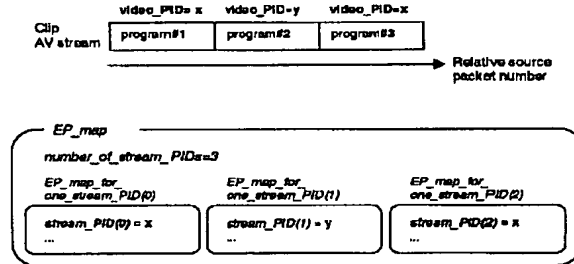 video_PID= x video_PID=y video_PID=x
Clip
AV stream
program#1 program#2 program#3
Relative source
packet number
EP_map
number_of_stream_PIDs=3
EP_map_for_ EP_map_for_ EP_map_for_
one_stream_PID(0) one_stream_PID(1) one_stream_PID(2)
stream_PID(0) = x stream_PID(1) = y stream_PID(2) = x
... ... ...